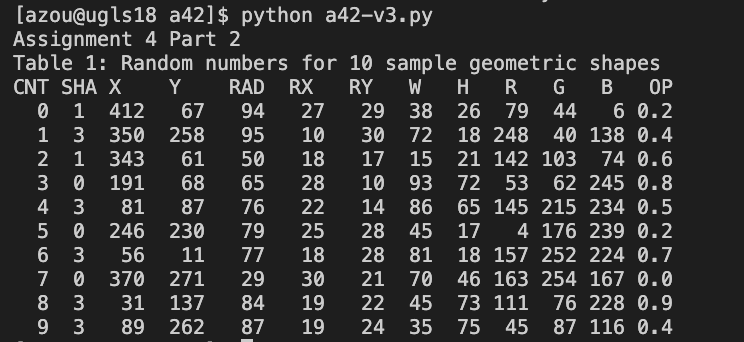 [azou@ugls18 a42]$ python a42-v3.py
Assignment 4 Part 2
Table 1: Random numbers for 10 sample geometric shapes
CNT SHA X Y RAD RX RY W H R G B OP
0 1 412 67 94 27 29 38 26 79 44 6 0.2
1 3 350 258 95 10 30 72 18 248 40 138 0.4
2 1 343 61 50 18 17 15 21 142 103 74 0.6
3 0 191 68 65 28 10 93 72 53 62 245 0.8
4 3 81 87 76 22 14 86 65 145 215 234 0.5
5 0 246 230 79 25 28 45 17 4 176 239 0.2
6 3 56 11 77 18 28 81 18 157 252 224 0.7
7 0 370 271 29 30 21 70 46 163 254 167 0.0
8 3 31 137 84 19 22 45 73 111 76 228 0.9
9 3 89 262 87 19 24 35 75 45 87 116 0.4